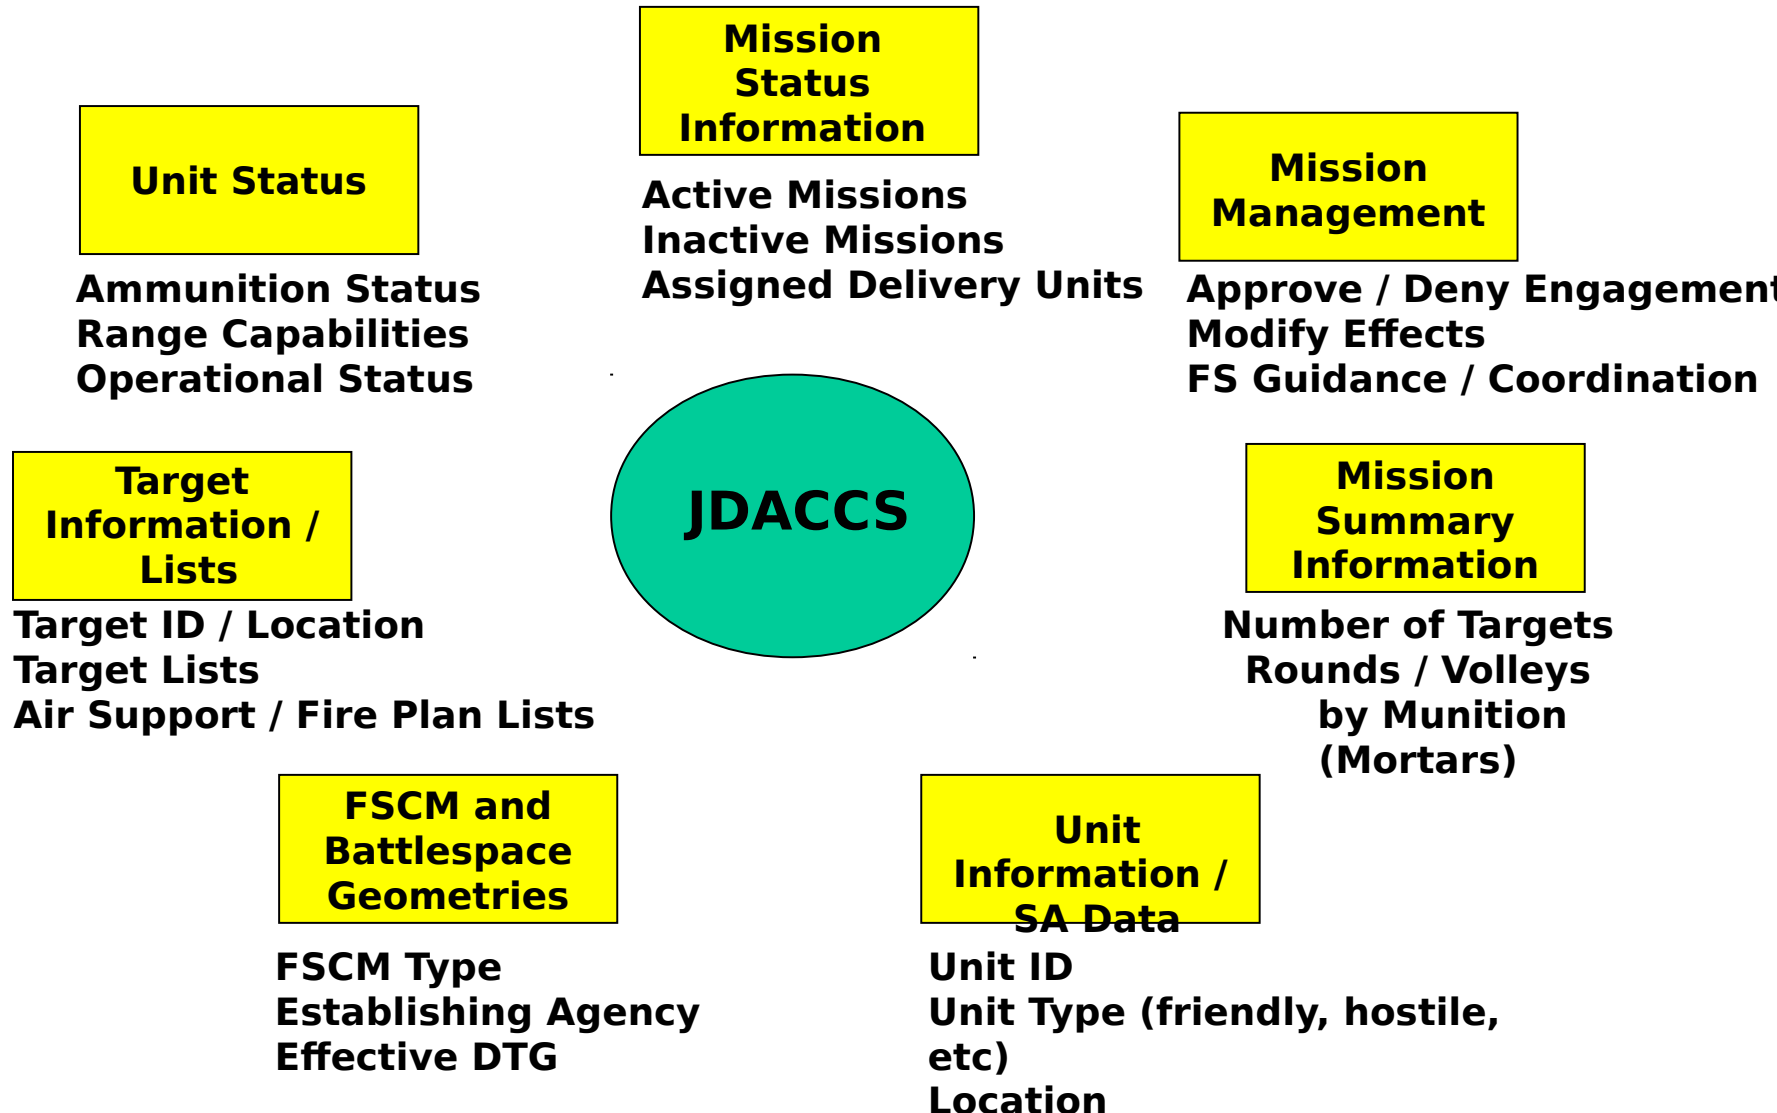 Mission
Status
Information
Active Missions
Inactive Missions
Assigned Delivery Units
Unit Status
Ammunition Status
Range Capabilities
Operational Status
Mission
Management
Approve / Deny Engagement
Modify Effects
FS Guidance / Coordination
JDACCS
Target
Information /
Lists
Target ID / Location
Target Lists
Air Support / Fire Plan Lists
Mission
Summary
Information
Number of Targets
Rounds / Volleys
by Munition
(Mortars)
FSCM and
Battlespace
Geometries
FSCM Type
Establishing Agency
Effective DTG
Unit
Information /
SA Data
Unit ID
Unit Type (friendly, hostile,
etc)
Location